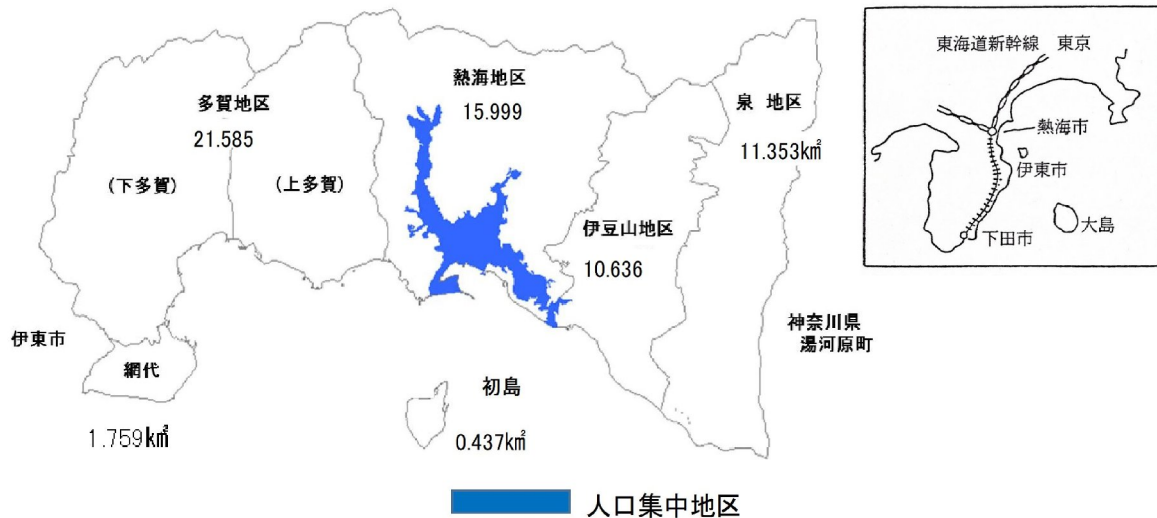 多賀地区
21.585
(下多賀)
(上多賀)
熱海地区
15.999
泉 地区
11.353k㎡
伊豆山地区
10.636
伊東市
網代
1.759k㎡
初島
0.437k㎡
神奈川県
湯河原町
人口集中地区
東海道新幹線 東京
熱海市
伊東市
大島
下田市